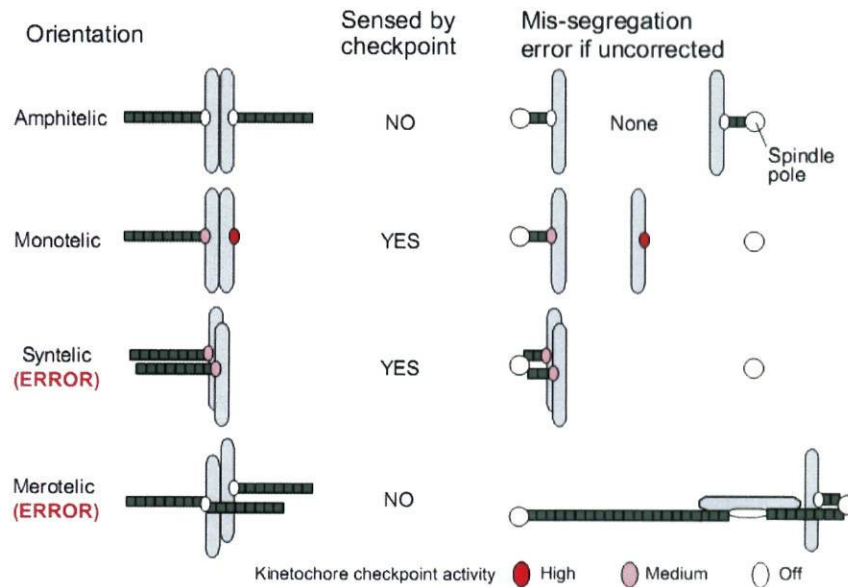 Orientation
Sensed by
checkpoint
Mis-segregation
error if uncorrected
Amphitelic
NO
None
Spindle
pole
Monotelic
YES
Syntelic
(ERROR)
YES
Merotelic
(ERROR)
NO
Kinetochore checkpoint activity High Medium Off